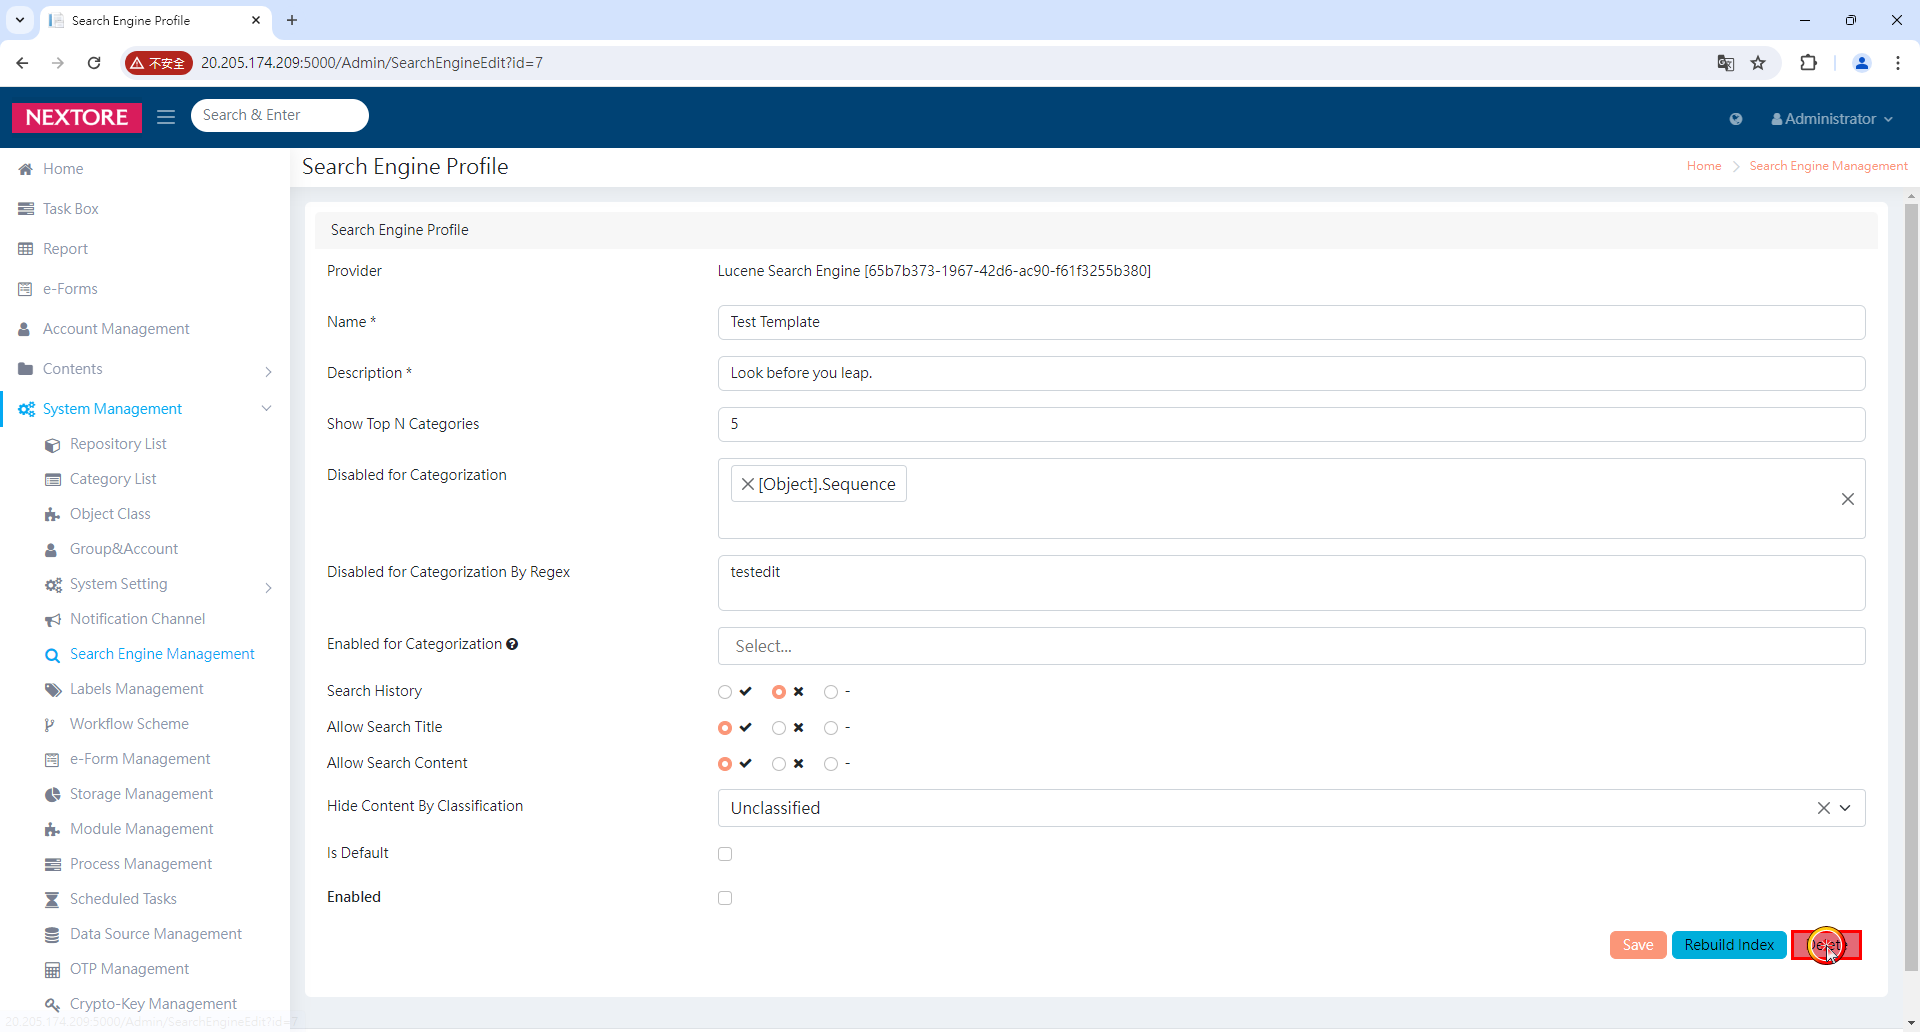 Search Engine Profile
不安全
20.205.174.209:5000/Admin/SearchEngineEdit?id=7
NEXTORE
Search & Enter
Administrator
Home
Task Box
Report
e-Forms
Account Management
Contents
System Management
Repository List
Category List
Object Class
Group&Account
System Setting
Notification Channel
Search Engine Management
Labels Management
Workflow Scheme
e-Form Management
Storage Management
Module Management
Process Management
Scheduled Tasks
Data Source Management
OTP Management
Crypto-Key Management
20.205.174.209:5000/Admin/SearchEngineEdit?id=7
Search Engine Profile
Home
Search Engine Management
Search Engine Profile
Provider
Lucene Search Engine [65b7b373-1967-42d6-ac90-f61f3255b380]
Name *
Test Template
Description *
Look before you leap.
Show Top N Categories
5
Disabled for Categorization
[Object].Sequence
Disabled for Categorization By Regex
testedit
Enabled for Categorization
Select...
Search History
-
Allow Search Title
-
Allow Search Content
-
Hide Content By Classification
Unclassified
Is Default
Enabled
Save
Rebuild Index
Delete